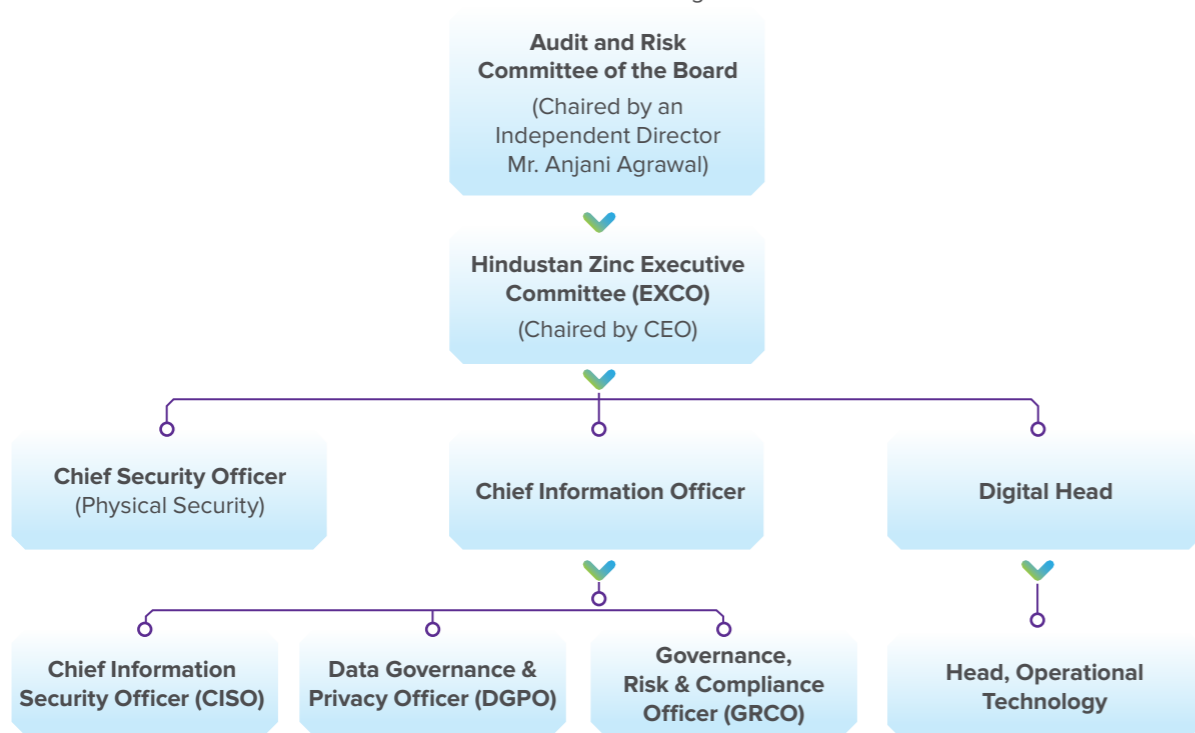 Audit and Risk
Committee of the Board
(Chaired by an
Independent Director
Mr. Anjani Agrawal)
Hindustan Zinc Executive
Committee (EXCO)
(Chaired by CEO)
Chief Security Officer
(Physical Security)
Chief Information Officer
Digital Head
Chief Information
Security Officer (CISO)
Data Governance &
Privacy Officer (DGPO)
Governance,
Risk & Compliance
Officer (GRCO)
Head, Operational
Technology